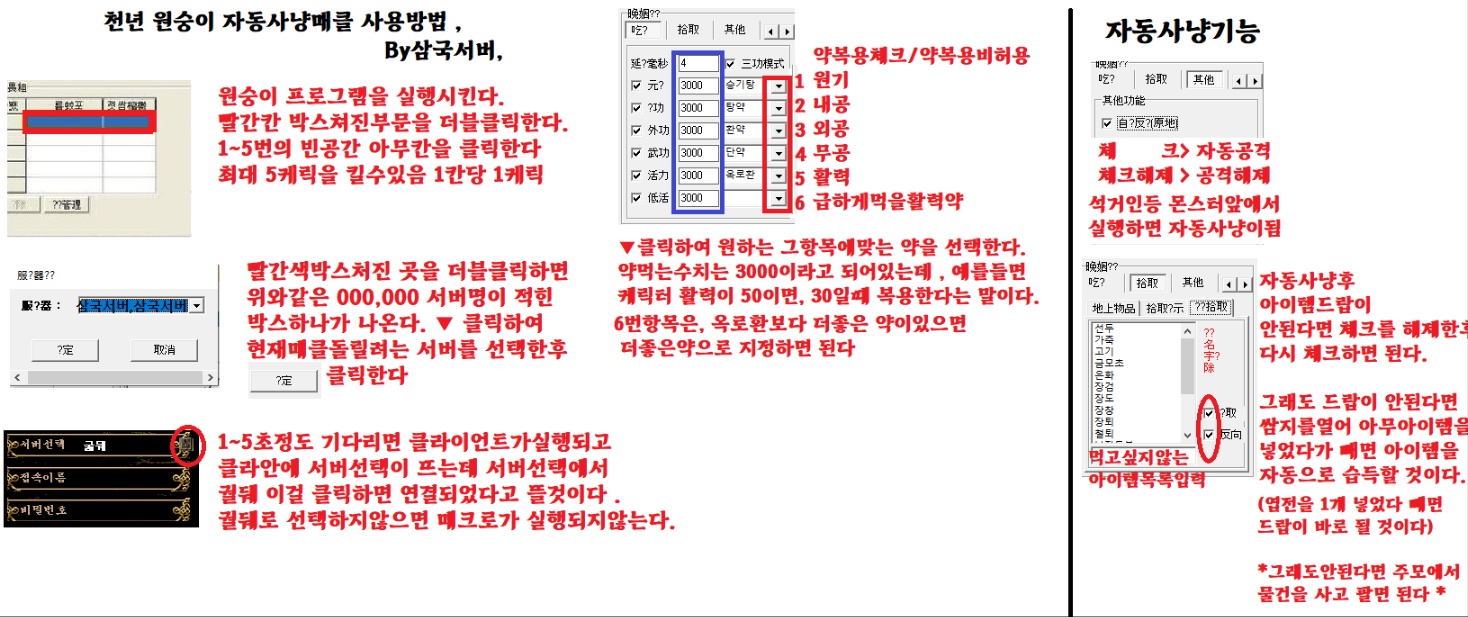 천년 원숭이 자동사냥매클 사용방법 ,
By삼국서버,
원숭이 프로그램을 실행시킨다.
빨간칸 박스쳐진부문을 더블클릭한다.
1~5번의 빈공간 아무칸을 클릭한다
최대 5케릭을 킬수있음 1칸당 1케릭
??管理
服?器??
服?器 :
삼국서버,삼국서버
?定
取消
빨간색박스쳐진 곳을 더블클릭하면
위와같은 000,000 서버명이 적힌
박스하나가 나온다. ▼ 클릭하여
현재매클돌릴려는 서버를 선택한후
?定
클릭한다
서버선택
굻뒈
접속이름
비밀번호
1~5초정도 기다리면 클라이언트가실행되고
클라안에 서버선택이 뜨는데 서버선택에서
궐뒈 이걸 클릭하면 연결되었다고 뜰것이다 .
궐뒈로 선택하지않으면 매크로가 실행되지않는다.
晩姻??
吃?
拾取
其他
延?毫秒
4
三功模式
元?
3000
승기탕
?功
3000
탕약
外功
3000
환약
武功
3000
단약
活力
3000
옥로환
低活
3000
약복용체크/약복용비허용
1 원기
2 내공
3 외공
4 무공
5 활력
6 급하게먹을활력약
▼클릭하여 원하는 그항목에맞는 약을 선택한다.
약먹는수치는 3000이라고 되어있는데 , 예를들면
캐릭터 활력이 50이면, 30일때 복용한다는 말이다.
6번항목은, 옥로환보다 더좋은 약이있으면
더좋은약으로 지정하면 된다
자동사냥기능
晩姻??
吃?
拾取
其他
其他功能
自?反?(原地)
체 크> 자동공격
체크해제 > 공격해제
석거인등 몬스터앞에서
실행하면 자동사냥이됨
晩姻??
吃?
拾取
其他
地上物品
拾取?示
??拾取
선두
가죽
고기
금모초
은화
장검
장도
장창
장퇴
철퇴
??
名
字?
除
?取
反向
먹고싶지않는
아이템목록입력
자동사냥후
아이템드랍이
안된다면 체크를 해제한후
다시 체크하면 된다.
그래도 드랍이 안된다면
쌈지를열어 아무아이템을
넣었다가 빼면 아이템을
자동으로 습득할 것이다.
(엽전을 1개 넣었다 빼면
드랍이 바로 될 것이다)
*그래도안된다면 주모에서
물건을 사고 팔면 된다 *